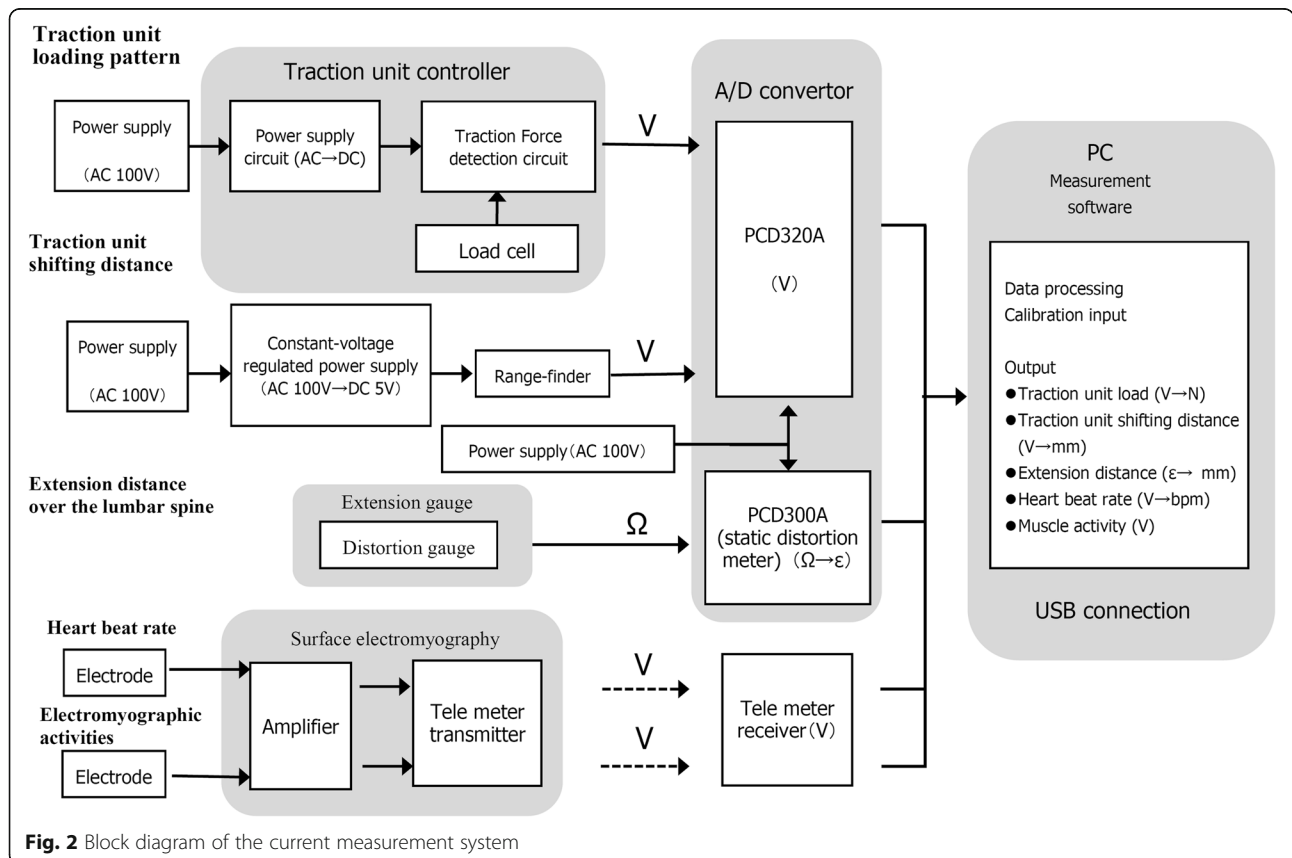 Traction unit
loading pattern
Traction unit controller
Power supply
(AC 100V)
Power supply
circuit (AC→DC)
Traction Force
detection circuit
Load cell
V
A/D convertor
PCD320A
(V)
PC
Measurement
software
Data processing
Calibration input
Output
●Traction unit load (V→N)
●Traction unit shifting distance
(V→mm)
●Extension distance (ε→ mm)
●Heart beat rate (V→bpm)
●Muscle activity (V)
USB connection
Traction unit
shifting distance
Power supply
(AC 100V)
Constant-voltage
regulated power supply
(AC 100V→DC 5V)
Range-finder
V
Power supply(AC 100V)
Extension distance
over the lumbar spine
Extension gauge
Distortion gauge
Ω
PCD300A
(static distortion
meter) (Ω→ε)
Heart beat rate
Electrode
Electromyographic
activities
Electrode
Surface electromyography
Amplifier
Tele meter
transmitter
V
V
Tele meter
receiver(V)
Fig. 2 Block diagram of the current measurement system